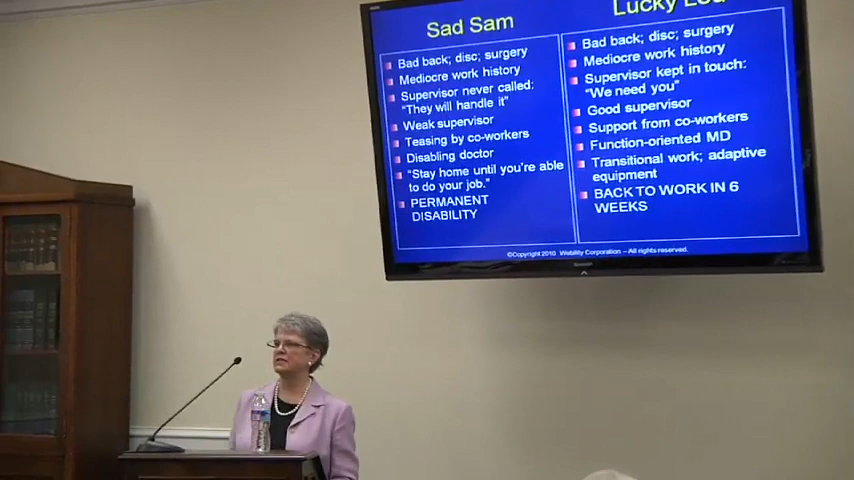 Sad Sam
Bad back; disc; surgery
Mediocre work history
Supervisor never called:
"They will handle it"
Weak supervisor
Teasing by co-workers
Disabling doctor
"Stay home until you're able
to do your job."
PERMANENT
DISABILITY
Lucky Lou
Bad back, disc, surgery
Mediocre work history
Supervisor kept in touch:
"We need you"
Good supervisor
Support from co-workers
Function-oriented MD
Transitional work; adaptive
equipment
BACK TO WORK IN 6
WEEKS
©Copyright 2010 Webility Corporation – All rights reserved.